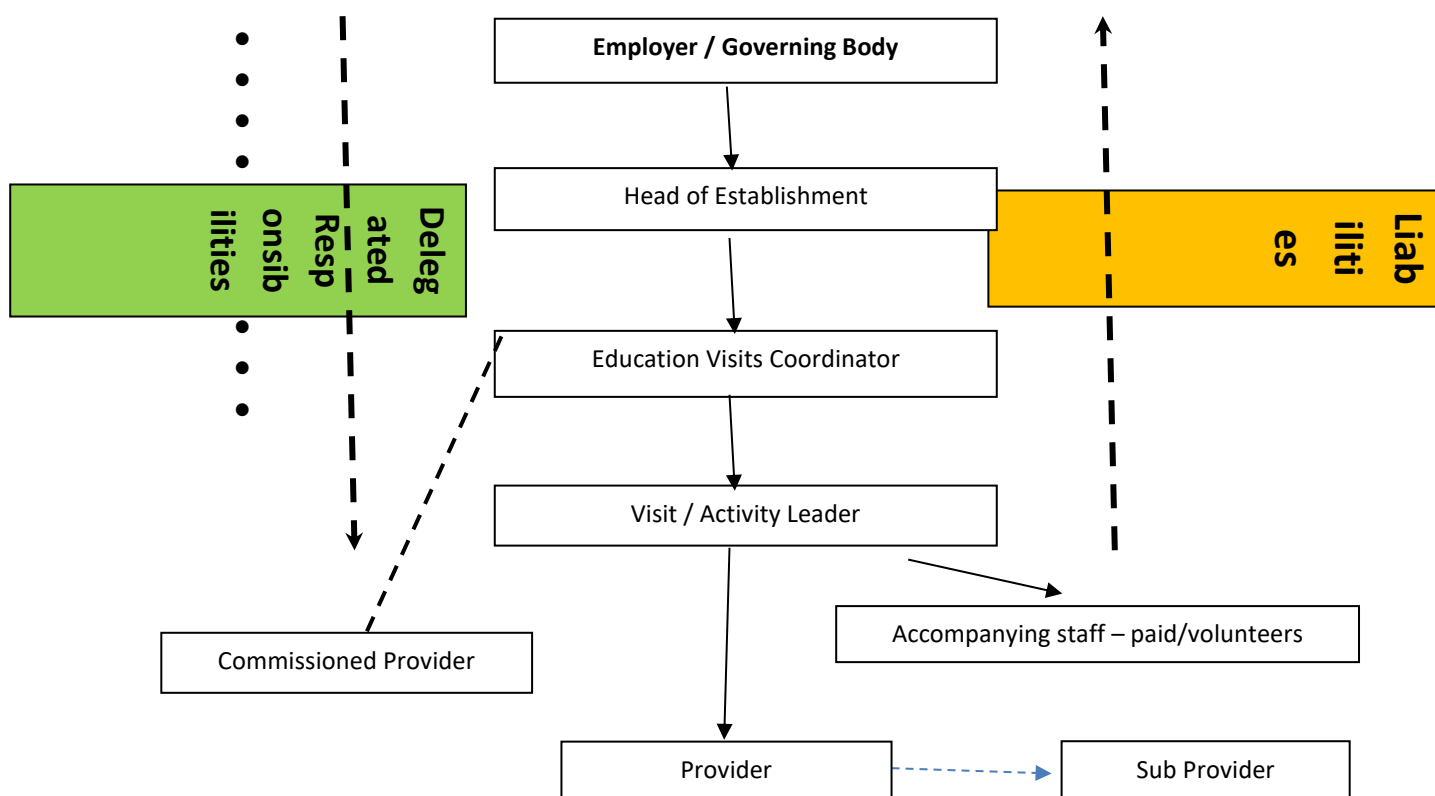 Employer / Governing Body
Head of Establishment
Deleg
ated
Resp
onsib
ilities
Liab
iliti
es
Education Visits Coordinator
Visit / Activity Leader
Accompanying staff – paid/volunteers
Commissioned Provider
Provider
Sub Provider